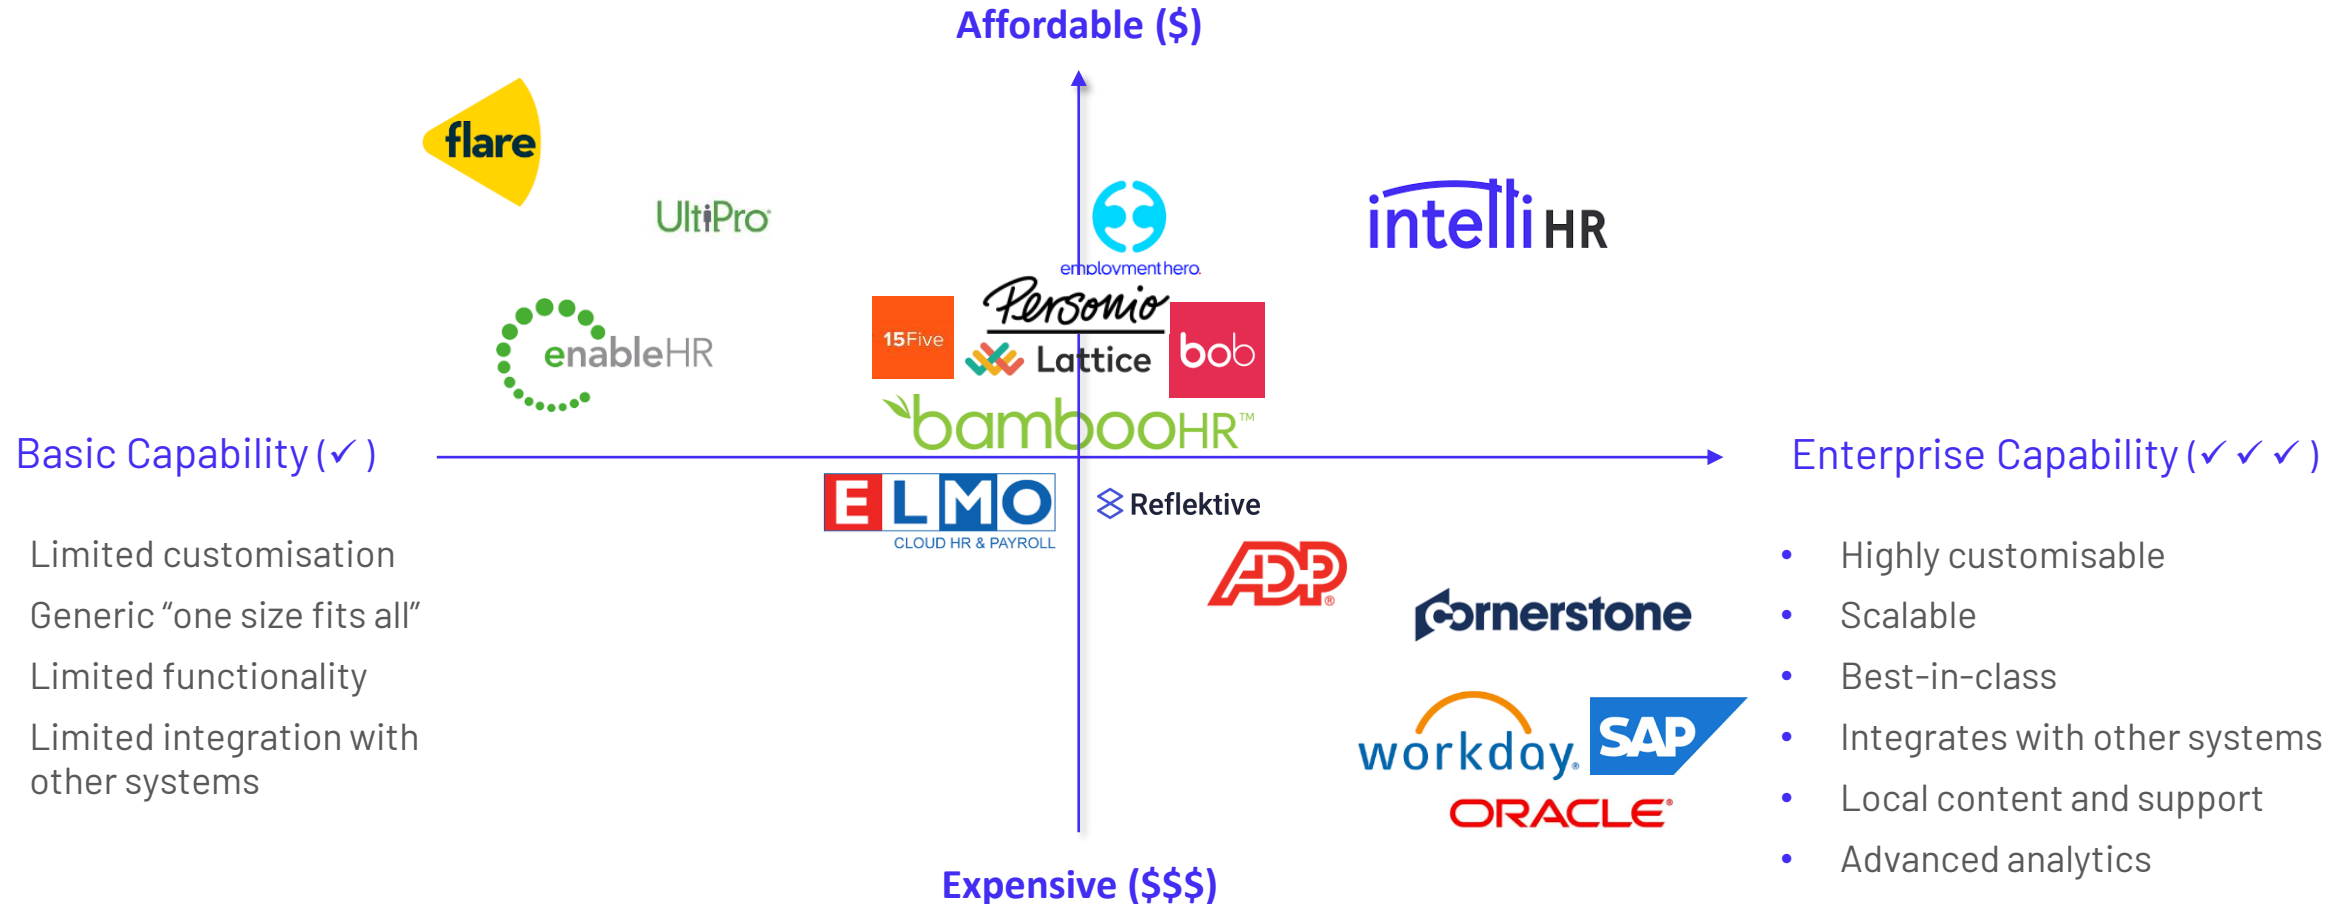 Affordable ($)
flare
UltiPro
employment hero.
intelli HR
Personio
15Five
Lattice
bob
enableHR
bambooHR™
Basic Capability (✓)
Enterprise Capability (✓ ✓ ✓)
ELMO
CLOUD HR & PAYROLL
Reflektive
ADP®
cornerstone
workday®
SAP
ORACLE®
Limited customisation
Generic “one size fits all”
Limited functionality
Limited integration with
other systems
• Highly customisable
• Scalable
• Best-in-class
• Integrates with other systems
• Local content and support
• Advanced analytics
Expensive ($$$)